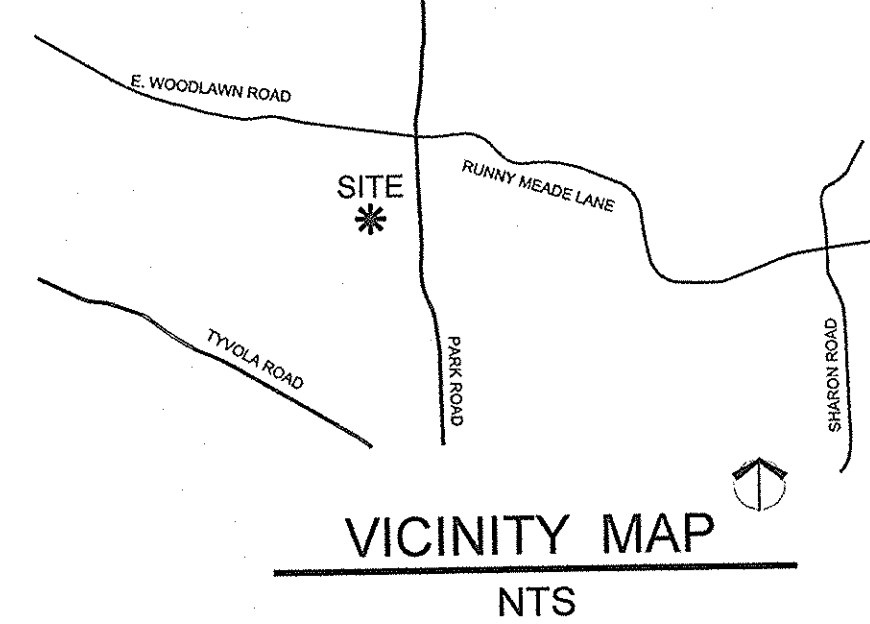 E. WOODLAWN ROAD
RUNNY MEADE LANE
SITE
TYVOLA ROAD
PARK ROAD
SHARON ROAD
VICINITY MAP
NTS